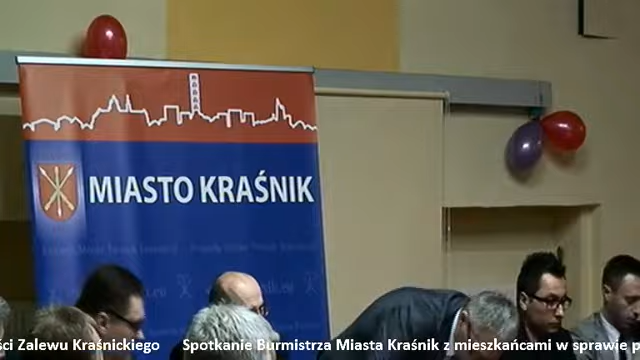 MIASTO KRAŚNIK
ści Zalewu Kraśnickiego Spotkanie Burmistrza Miasta Kraśnik z mieszkańcami w sprawie p